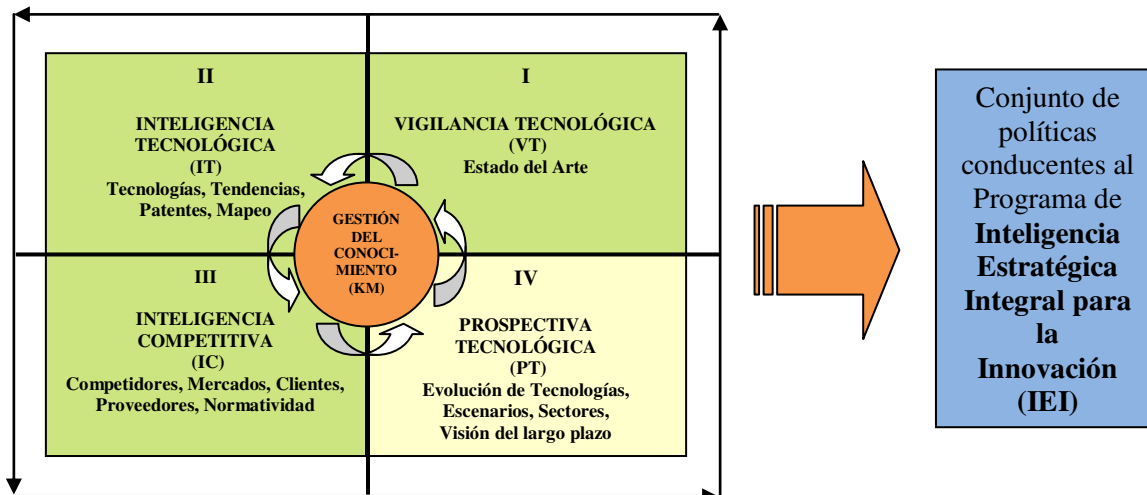 II
INTELIGENCIA
TECNOLÓGICA
(IT)
Tecnologías, Tendencias,
Patentes, Mapeo
I
VIGILANCIA TECNOLÓGICA
(VT)
Estado del Arte
GESTIÓN
DEL
CONOCI-
MIENTO
(KM)
III
INTELIGENCIA
COMPETITIVA
(IC)
Competidores, Mercados, Clientes,
Proveedores, Normatividad
IV
PROSPECTIVA
TECNOLÓGICA
(PT)
Evolución de Tecnologías,
Escenarios, Sectores,
Visión del largo plazo
Conjunto de
políticas
conducentes al
Programa de
Inteligencia
Estratégica
Integral para
la
Innovación
(IEI)